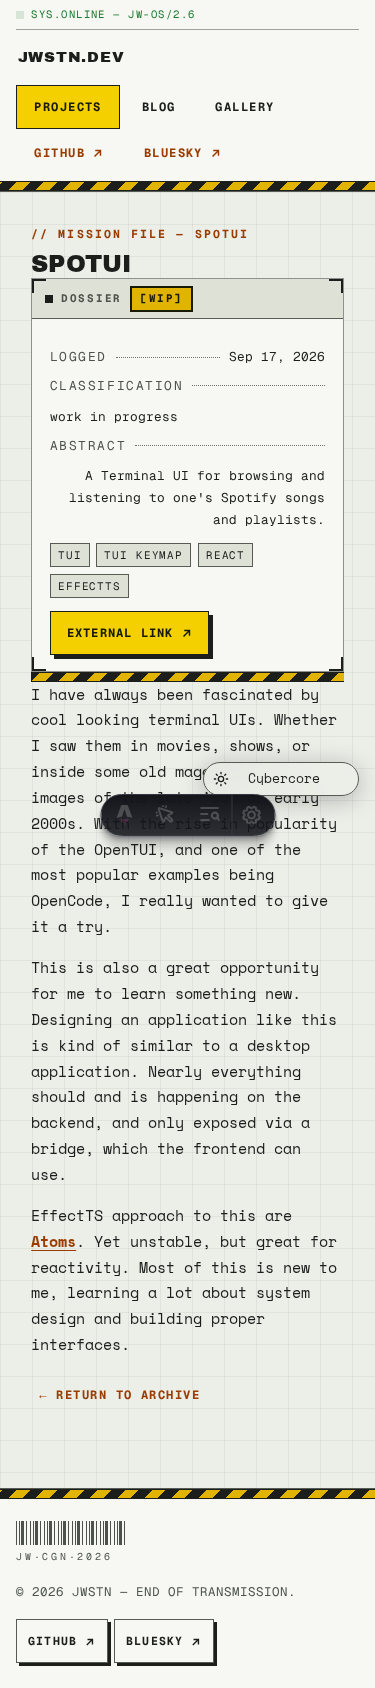 SYS.ONLINE — JW-OS/2.6
JWSTN.DEV
PROJECTS BLOG GALLERY
GITHUB ↗ BLUESKY ↗
// MISSION FILE — SPOTUI
SPOTUI
DOSSIER [WIP]
LOGGED Sep 17, 2026
CLASSIFICATION
work in progress
ABSTRACT
A Terminal UI for browsing and
listening to one's Spotify songs
and playlists.
TUI TUI KEYMAP REACT
EFFECTTS
EXTERNAL LINK ↗
I have always been fascinated by
cool looking terminal UIs. Whether
I saw them in movies, shows, or
inside some old
Cybercore
images of early
2000s. With the rise in popularity
of the OpenTUI, and one of the
most popular examples being
OpenCode, I really wanted to give
it a try.
This is also a great opportunity
for me to learn something new.
Designing an application like this
is kind of similar to a desktop
application. Nearly everything
should and is happening on the
backend, and only exposed via a
bridge, which the frontend can
use.
EffectTS approach to this are
Atoms. Yet unstable, but great for
reactivity. Most of this is new to
me, learning a lot about system
design and building proper
interfaces.
← RETURN TO ARCHIVE
JW·CGN·2026
© 2026 JWSTN — END OF TRANSMISSION.
GITHUB ↗ BLUESKY ↗